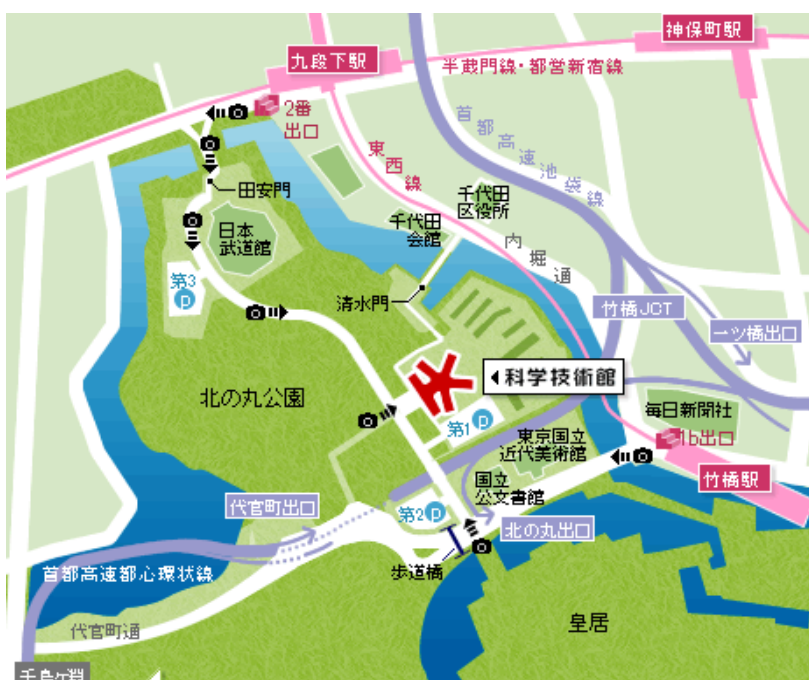 神保町駅
九段下駅
半蔵門線・都営新宿線
2番
出口
首都高速池袋線
東西線
田安門
千代田
区役所
日本
武道館
千代田
会館
内堀通
第3
P
清水門
竹橋JCT
一ツ橋出口
科学技術館
北の丸公園
毎日新聞社
第1
P
東京国立
近代美術館
1b出口
竹橋駅
国立
公文書館
代官町出口
第2
P
北の丸出口
首都高速都心環状線
歩道橋
代官町通
皇居
千鳥ヶ淵